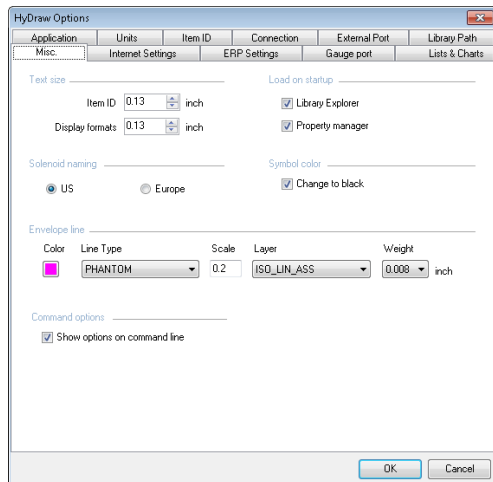 HyDraw Options
Application Units Item ID Connection External Port Library Path
Misc. Internet Settings ERP Settings Gauge port Lists & Charts
Text size Load on startup
Item ID 0.13 inch Library Explorer
Display formats 0.13 inch Property manager
Solenoid naming Symbol color
US Europe Change to black
Envelope line
Color Line Type Scale Layer Weight
PHANTOM 0.2 ISO_LIN_ASS 0.008 inch
Command options
Show options on command line
OK Cancel